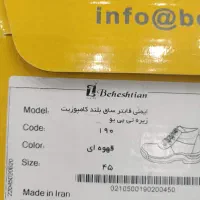 info@be
Beheshtian
Model: ایمنی فانتر ساق بلند کامپوزیت
زیره تی پی یو
Code: ۱۹۰
Color: قهوه ای
Size: ۴۵
Made in Iran
0210500190200450